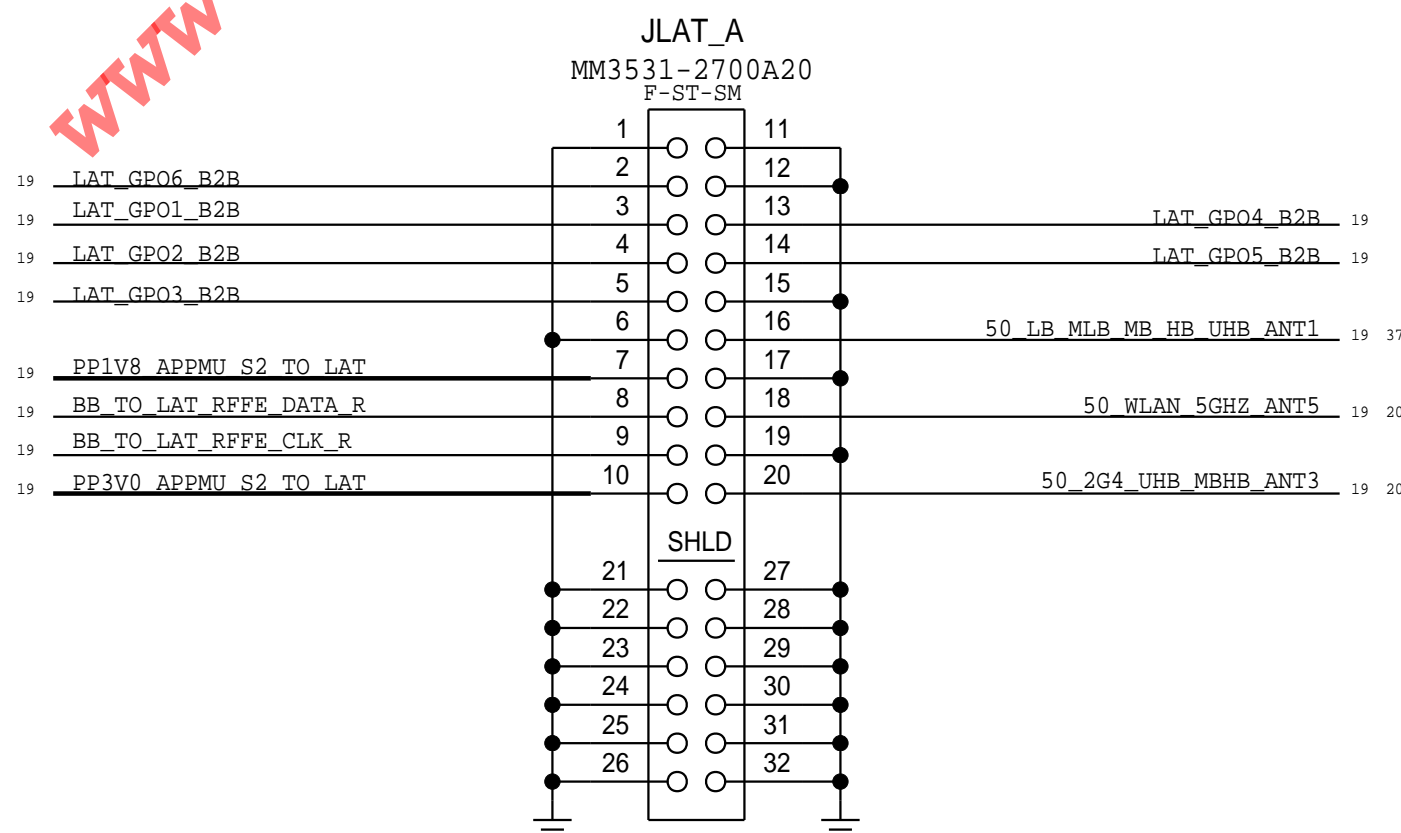 www
JLAT_A
MM3531-2700A20
F-ST-SM
1 11
2 12
19 LAT_GPO6_B2B
3 13
19 LAT_GPO1_B2B LAT_GPO4_B2B 19
4 14
19 LAT_GPO2_B2B LAT_GPO5_B2B 19
5 15
19 LAT_GPO3_B2B
6 16
50_LB_MLB_MB_HB_UHB_ANT1 19 37
7 17
19 PP1V8_APPMU_S2_TO_LAT
8 18
19 BB_TO_LAT_RFFE_DATA_R 50_WLAN_5GHZ_ANT5 19 20
9 19
19 BB_TO_LAT_RFFE_CLK_R
10 20
19 PP3V0_APPMU_S2_TO_LAT 50_2G4_UHB_MBHB_ANT3 19 20
SHLD
21 27
22 28
23 29
24 30
25 31
26 32